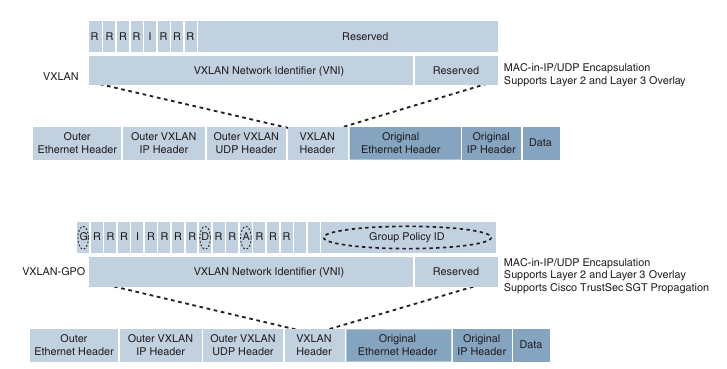 R R R R I R R R Reserved
VXLAN
VXLAN Network Identifier (VNI) Reserved
MAC-in-IP/UDP Encapsulation
Supports Layer 2 and Layer 3 Overlay
Outer
Ethernet Header
Outer VXLAN
IP Header
Outer VXLAN
UDP Header
VXLAN
Header
Original
Ethernet Header
Original
IP Header
Data
G R R R I R R R R D R R A R R R Group Policy ID
VXLAN-GPO
VXLAN Network Identifier (VNI) Reserved
MAC-in-IP/UDP Encapsulation
Supports Layer 2 and Layer 3 Overlay
Supports Cisco TrustSec SGT Propagation
Outer
Ethernet Header
Outer VXLAN
IP Header
Outer VXLAN
UDP Header
VXLAN
Header
Original
Ethernet Header
Original
IP Header
Data